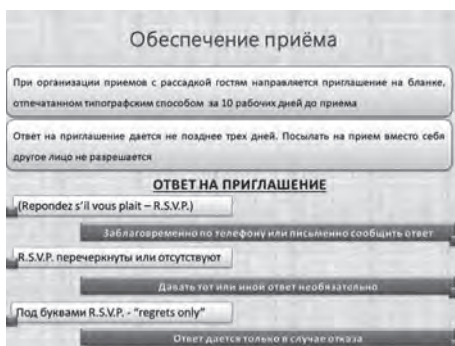 Обеспечение приёма
При организации приемов с рассадкой гостям направляется приглашение на бланке,
отпечатанном типографским способом за 10 рабочих дней до приема
Ответ на приглашение дается не позднее трех дней. Посылать на прием вместо себя
другое лицо не разрешается
ОТВЕТ НА ПРИГЛАШЕНИЕ
(Repondez s'il vous plait – R.S.V.P.)
Заблаговременно по телефону или письменно сообщить ответ
R.S.V.P. перечеркнуты или отсутствуют
Давать тот или иной ответ необязательно
Под буквами R.S.V.P. - "regrets only"
Ответ дается только в случае отказа